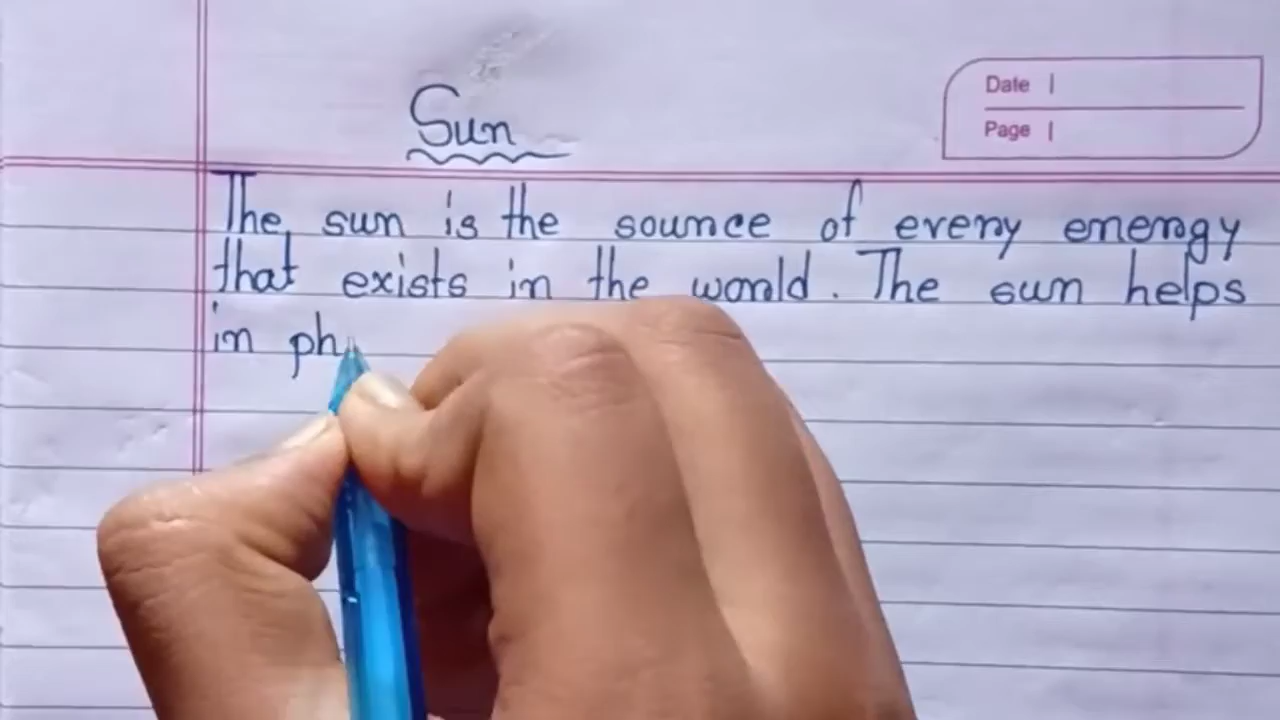 Sun
Date |
Page |
The sun is the source of every energy
that exists in the world. The sun helps
in ph